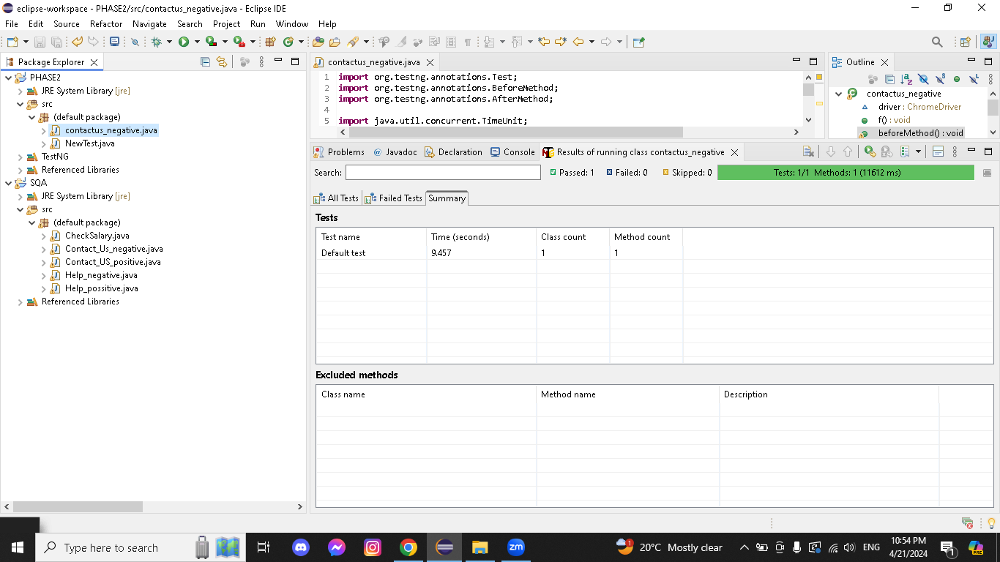 eclipse-workspace - PHASE2/src/contactus_negative.java - Eclipse IDE
File Edit Source Refactor Navigate Search Project Run Window Help
Package Explorer
PHASE2
JRE System Library [jre]
src
(default package)
contactus_negative.java
NewTest.java
TestNG
Referenced Libraries
SQA
JRE System Library [jre]
src
(default package)
CheckSalary.java
Contact_Us_negative.java
Contact_US_positive.java
Help_negative.java
Help_possitive.java
Referenced Libraries
contactus_negative.java
1 import org.testng.annotations.Test;
2 import org.testng.annotations.BeforeMethod;
3 import org.testng.annotations.AfterMethod;
4
5 import java.util.concurrent.TimeUnit;
Outline
contactus_negative
driver : ChromeDriver
f() : void
beforeMethod() : void
Problems Javadoc Declaration Console Results of running class contactus_negative
Search: Passed: 1 Failed: 0 Skipped: 0 Tests: 1/1 Methods: 1 (11612 ms)
All Tests Failed Tests Summary
Tests
Test name Time (seconds) Class count Method count
Default test 9.457 1 1
Excluded methods
Class name Method name Description
Type here to search
zm
1
20°C Mostly clear
ENG
10:54 PM
4/21/2024
1
PRE